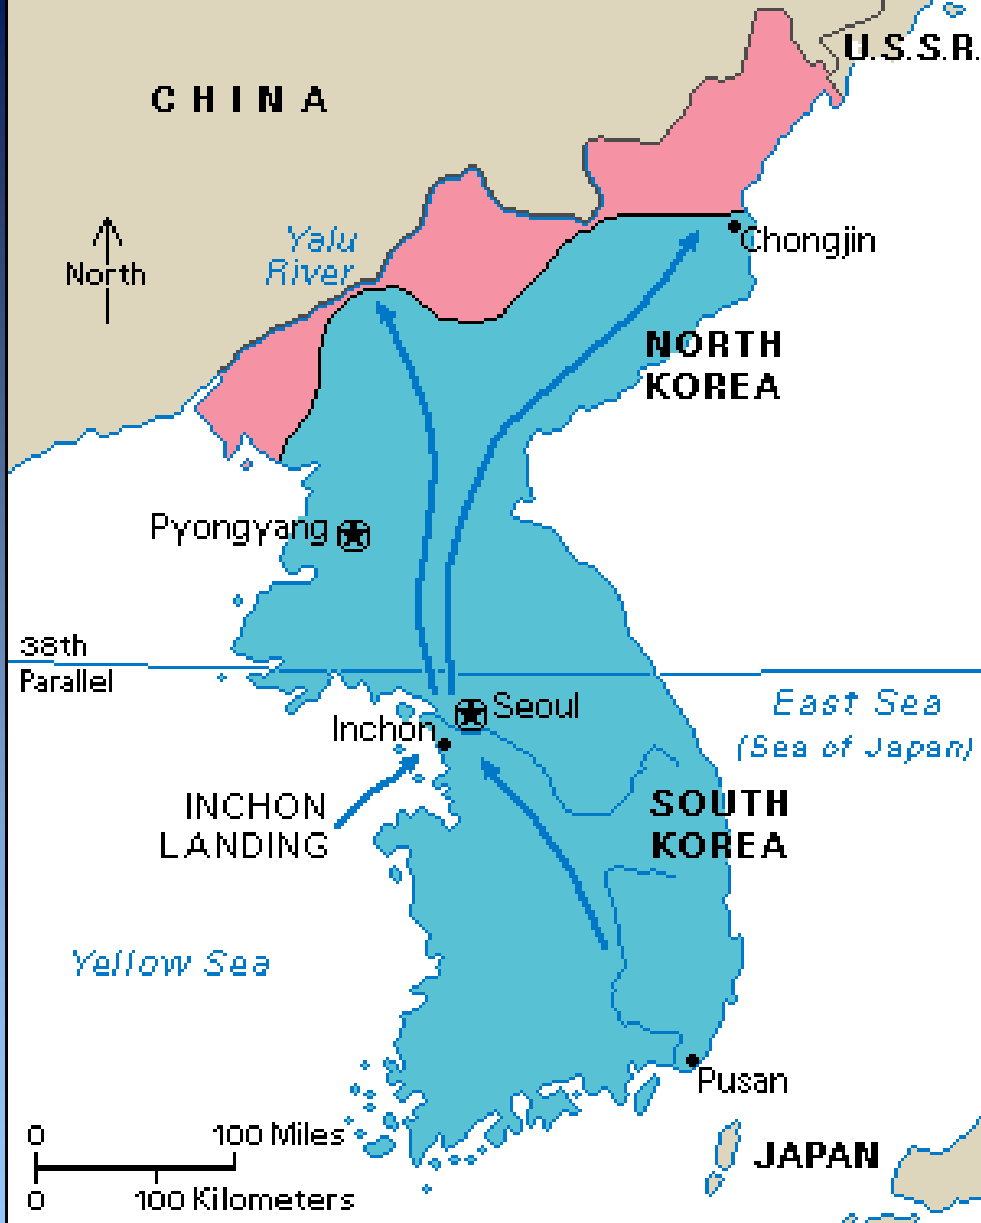 U.S.S.R.
CHINA
Yalu
River
North
Chongjin
NORTH
KOREA
Pyongyang
38th
Parallel
Seoul
East Sea
(Sea of Japan)
Inchon
INCHON
LANDING
SOUTH
KOREA
Yellow Sea
Pusan
0 100 Miles
JAPAN
0 100 Kilometers